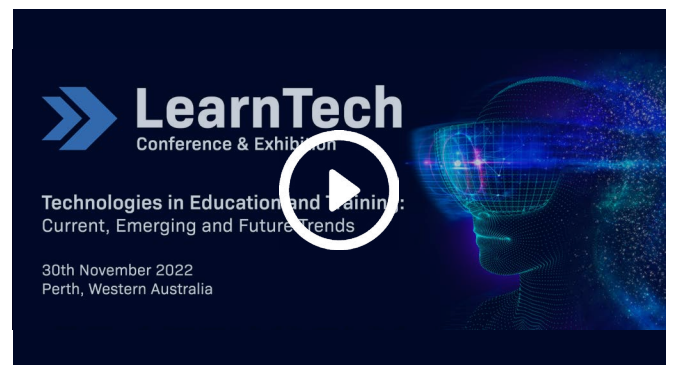 LearnTech
Conference & Exhibition
Technologies in Education and Training:
Current, Emerging and Future Trends
30th November 2022
Perth, Western Australia